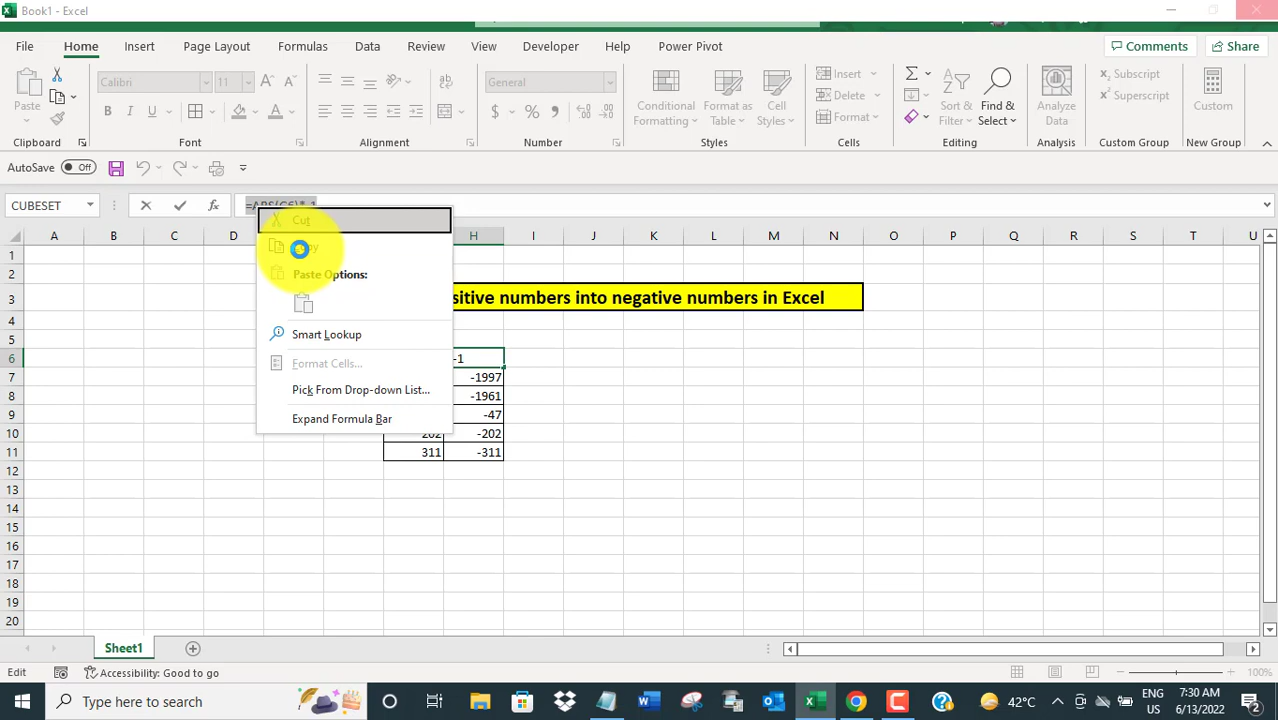 Book1 - Excel
File Home Insert Page Layout Formulas Data Review View Developer Help Power Pivot Comments Share
Paste Calibri 11 General Conditional Formatting Format as Table Cell Styles Insert Delete Format Sort & Filter Find & Select Analyze Data Subscript Superscript Custom
Clipboard Font Alignment Number Styles Cells Editing Analysis Custom Group New Group
AutoSave Off
CUBESET
A B C D H I J K L M N O P Q R S T U
Cut
Paste Options:
Smart Lookup
Format Cells...
Pick From Drop-down List...
Expand Formula Bar
1
2
3 sitive numbers into negative numbers in Excel
4
5
6 -1
7 -1997
8 -1961
9 -47
10 202 -202
11 311 -311
12
13
14
15
16
17
18
19
20
Sheet1
Edit Accessibility: Good to go 100%
Type here to search 42°C ENG US 7:30 AM 6/13/2022 2